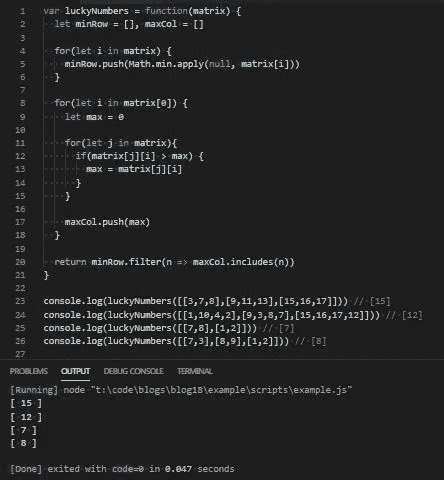 1 var luckyNumbers = function(matrix) {
2 let minRow = [], maxCol = []
3
4 for(let i in matrix) {
5 minRow.push(Math.min.apply(null, matrix[i]))
6 }
7
8 for(let i in matrix[0]) {
9 let max = 0
10
11 for(let j in matrix){
12 if(matrix[j][i] > max) {
13 max = matrix[j][i]
14 }
15 }
16
17 maxCol.push(max)
18 }
19
20 return minRow.filter(n => maxCol.includes(n))
21 }
22
23 console.log(luckyNumbers([[3,7,8],[9,11,13],[15,16,17]])) // [15]
24 console.log(luckyNumbers([[1,10,4,2],[9,3,8,7],[15,16,17,12]])) // [12]
25 console.log(luckyNumbers([[7,8],[1,2]])) // [7]
26 console.log(luckyNumbers([[7,3],[8,9],[1,2]])) // [8]
27
PROBLEMS OUTPUT DEBUG CONSOLE TERMINAL
[Running] node "t:\code\blogs\blog18\example\scripts\example.js"
[ 15 ]
[ 12 ]
[ 7 ]
[ 8 ]
[Done] exited with code=0 in 0.047 seconds